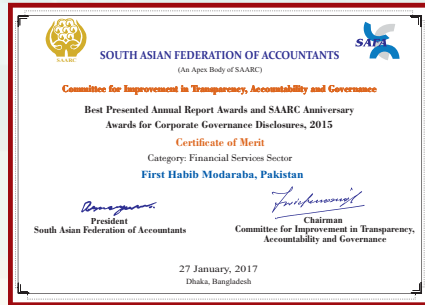 SAARC
SAFA
SOUTH ASIAN FEDERATION OF ACCOUNTANTS
(An Apex Body of SAARC)
Committee for Improvement in Transparency, Accountability and Governance
Best Presented Annual Report Awards and SAARC Anniversary
Awards for Corporate Governance Disclosures, 2015
Certificate of Merit
Category: Financial Services Sector
First Habib Modaraba, Pakistan
President
South Asian Federation of Accountants
Chairman
Committee for Improvement in Transparency,
Accountability and Governance
27 January, 2017
Dhaka, Bangladesh